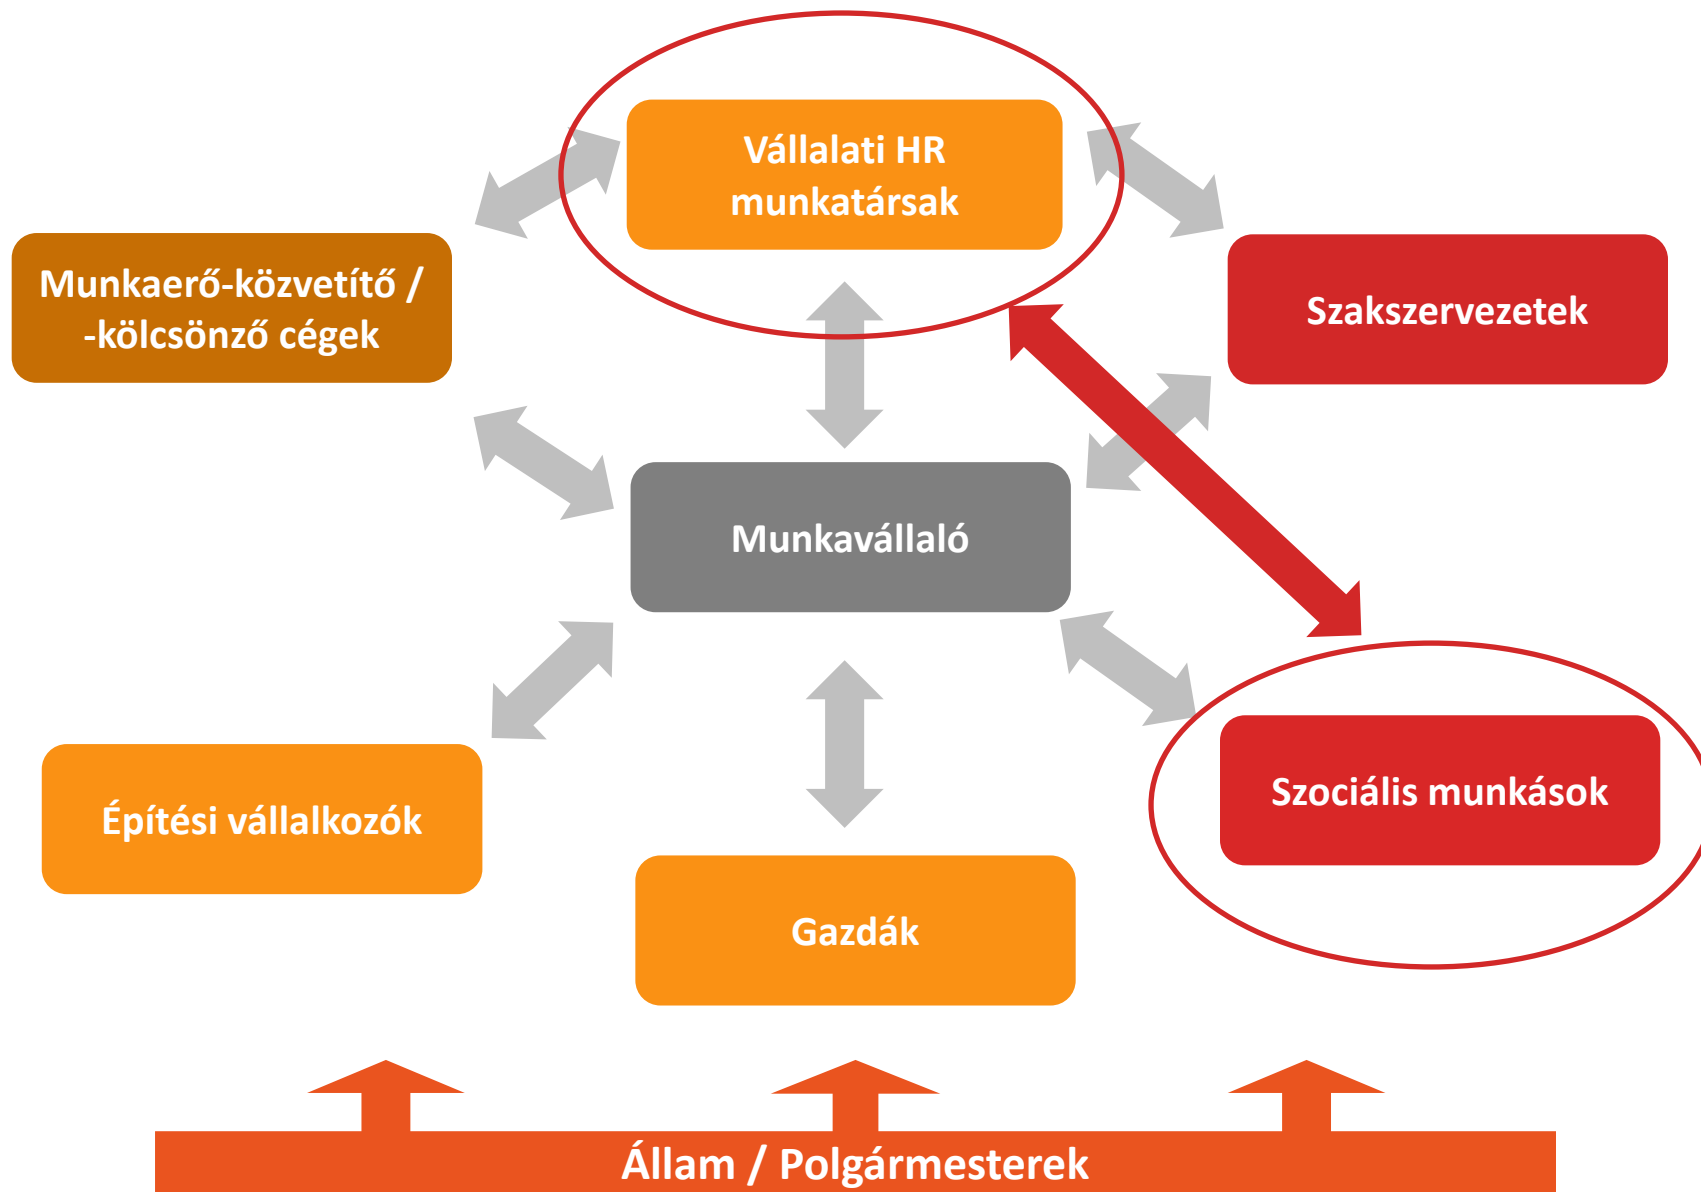 Vállalati HR
munkatársak
Munkaerő-közvetítő /
-kölcsönző cégek
Szakszervezetek
Munkavállaló
Építési vállalkozók
Szociális munkások
Gazdák
Állam / Polgármesterek